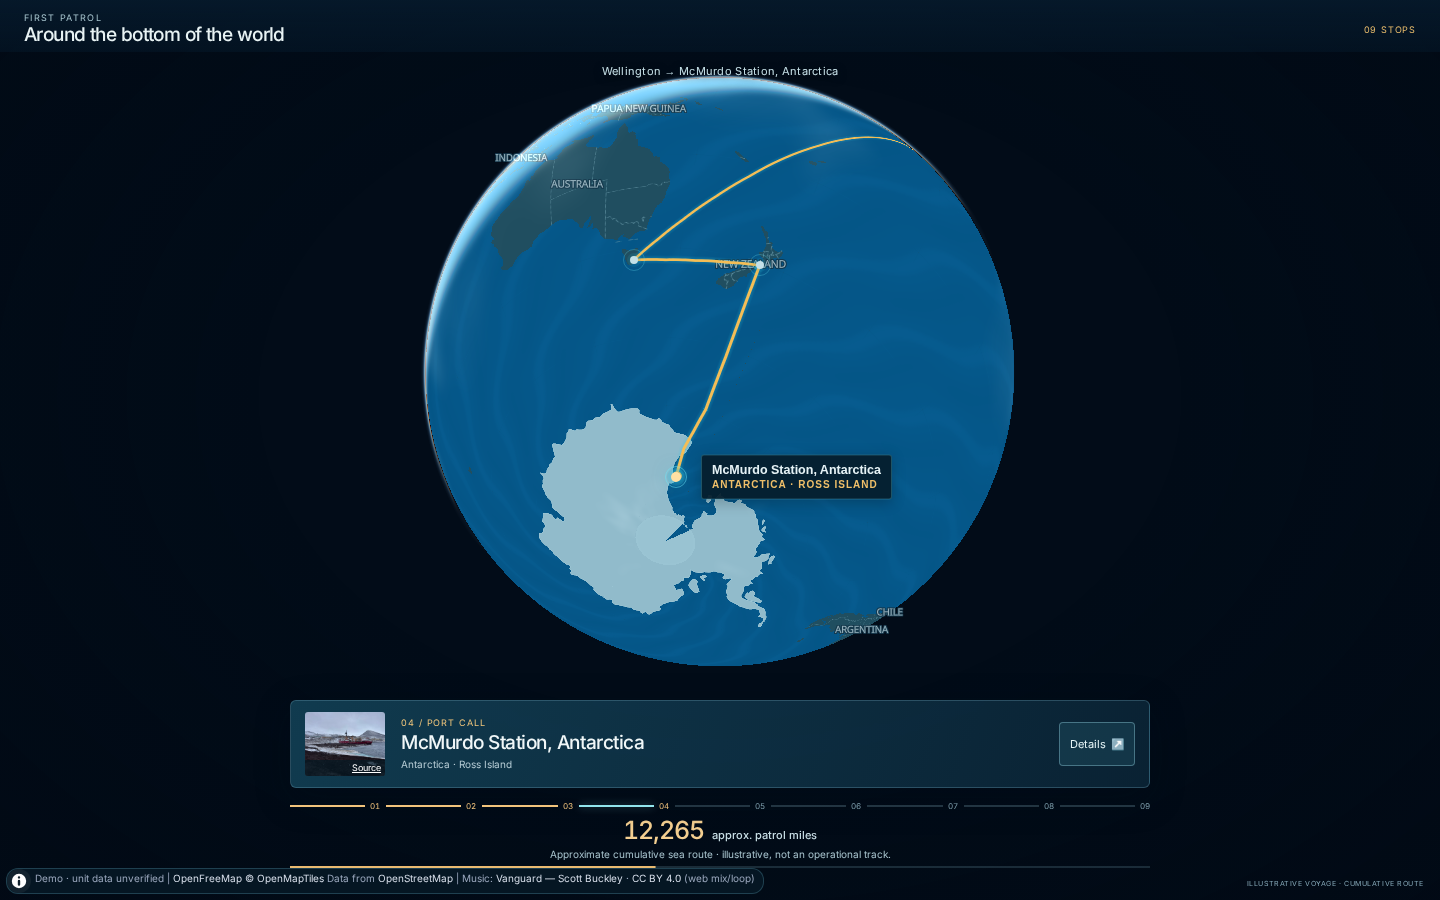 FIRST PATROL
Around the bottom of the world
09 STOPS
Wellington → McMurdo Station, Antarctica
PAPUA NEW GUINEA
INDONESIA
AUSTRALIA
NEW ZEALAND
McMurdo Station, Antarctica
ANTARCTICA · ROSS ISLAND
CHILE
ARGENTINA
Source
04 / PORT CALL
McMurdo Station, Antarctica
Antarctica · Ross Island
Details ↗
01 02 03 04 05 06 07 08 09
12,265 approx. patrol miles
Approximate cumulative sea route · illustrative, not an operational track.
Demo · unit data unverified | OpenFreeMap © OpenMapTiles Data from OpenStreetMap | Music: Vanguard — Scott Buckley · CC BY 4.0 (web mix/loop)
ILLUSTRATIVE VOYAGE · CUMULATIVE ROUTE